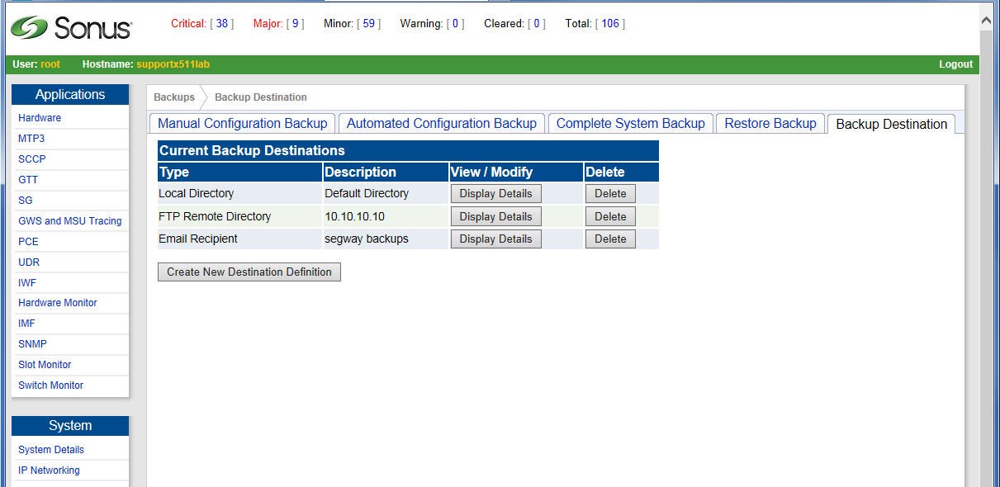 Sonus Critical: [ 38 ] Major: [ 9 ] Minor: [ 59 ] Warning: [ 0 ] Cleared: [ 0 ] Total: [ 106 ]
User: root Hostname: supportx511lab Logout
Applications
Hardware
MTP3
SCCP
GTT
SG
GWS and MSU Tracing
PCE
UDR
IWF
Hardware Monitor
IMF
SNMP
Slot Monitor
Switch Monitor
System
System Details
IP Networking
Backups Backup Destination
Manual Configuration Backup Automated Configuration Backup Complete System Backup Restore Backup Backup Destination
Current Backup Destinations
Type Description View / Modify Delete
Local Directory Default Directory Display Details Delete
FTP Remote Directory 10.10.10.10 Display Details Delete
Email Recipient segway backups Display Details Delete
Create New Destination Definition